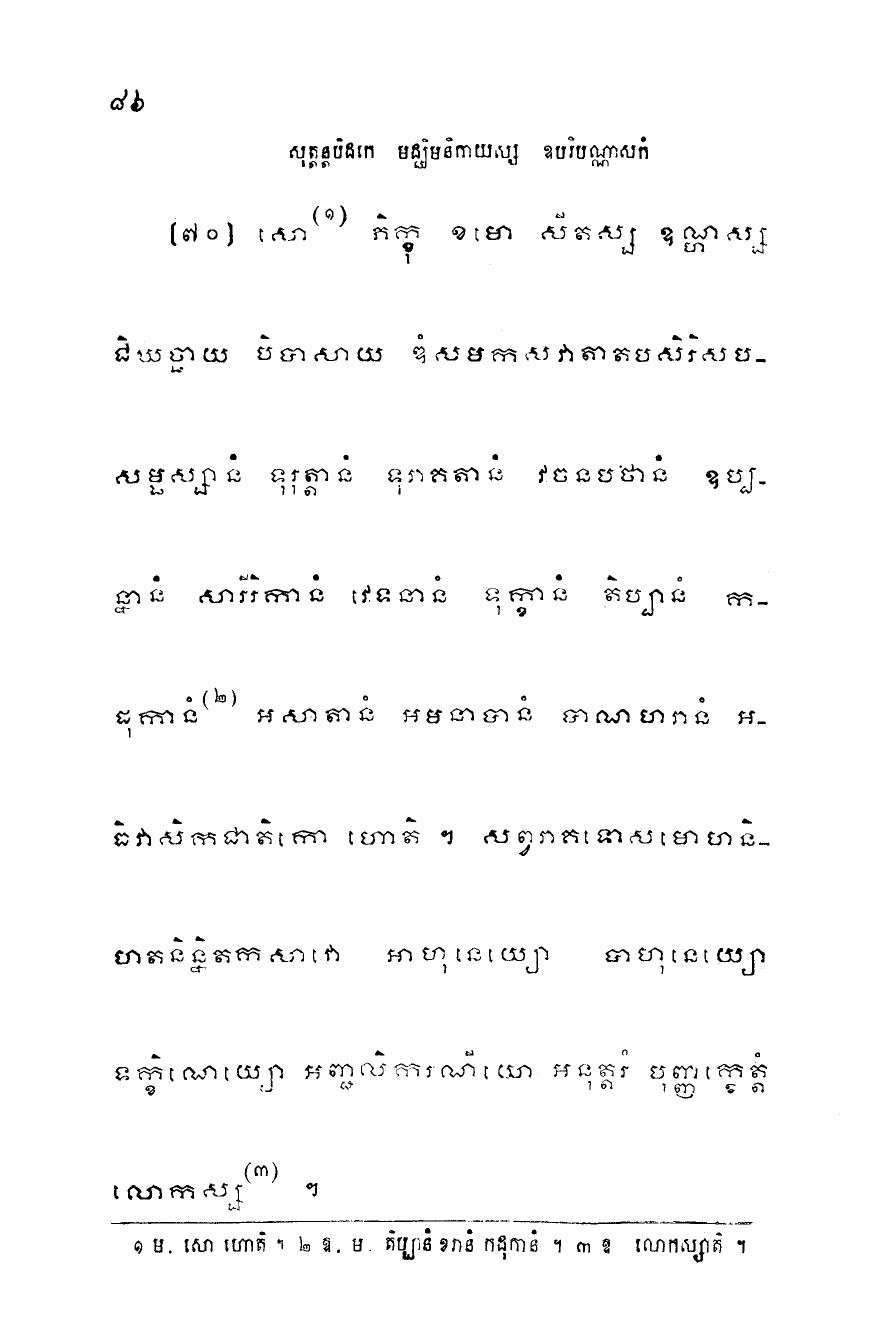 ៨៦
សុត្តន្តបិដកេ មជ្ឈិមនិកាយស្ស ឧបរិបណ្ណាសកំ
[៧០] សោ(១) ភិក្ខុ ខមោ សីតស្ស ឧណ្ហស្ស
ជិឃច្ឆាយ បិបាសាយ ឌំសមកសវាតាតបសិរិសប-
សម្ផស្សានំ ទុរុត្តានំ ទុរាគតានំ វចនបថានំ ឧប្ប-
ន្នានំ សារីរិកានំ វេទនានំ ទុក្ខានំ តិប្បានំ ក-
ដុកានំ(២) អសាតានំ អមនាបានំ បាណហរានំ អ-
ធិវាសិកជាតិកោ ហោតិ ។ សព្វរាគទោសមោហនិ-
ហតនិន្និតកសាវោ អាហុនេយ្យោ បាហុនេយ្យោ
ទក្ខិណេយ្យោ អញ្ជលិករណីយោ អនុត្តរំ បុញ្ញក្ខេត្តំ
លោកស្ស(៣) ។
១ ម. សោ ហោតិ ។ ២ ឱ. ម. តិប្បានំ ខរានំ កដុកានំ ។ ៣ ឱ លោកស្សាតិ ។